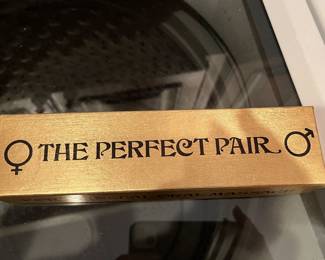 ♀ THE PERFECT PAIR ♂